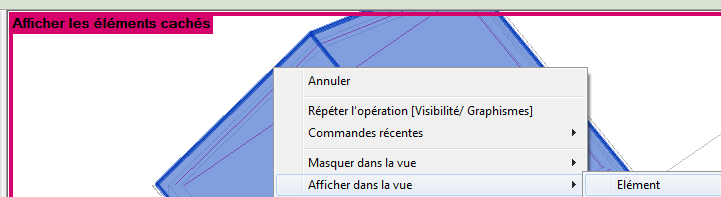 Afficher les éléments cachés
Annuler
Répéter l'opération [Visibilité/ Graphismes]
Commandes récentes
Masquer dans la vue
Afficher dans la vue
Elément